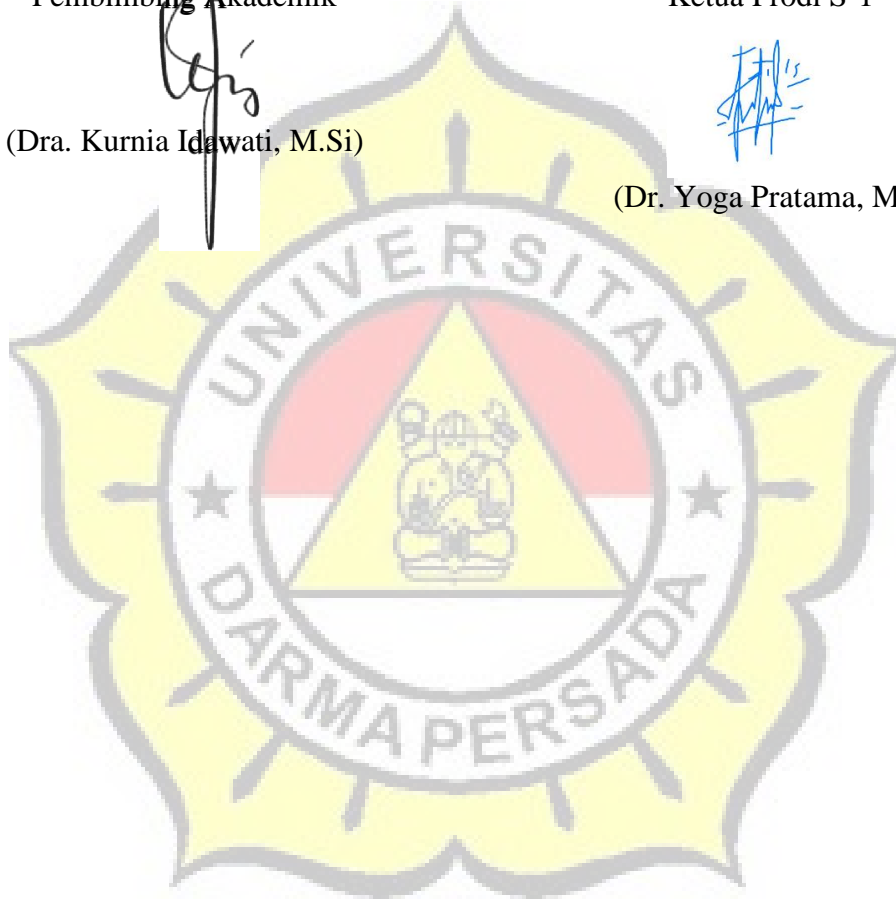 Pembimbing Akademik Ketua Prodi S-1
(Dra. Kurnia Idawati, M.Si)
(Dr. Yoga Pratama, M
UNIVERSITAS
DARMA PERSADA